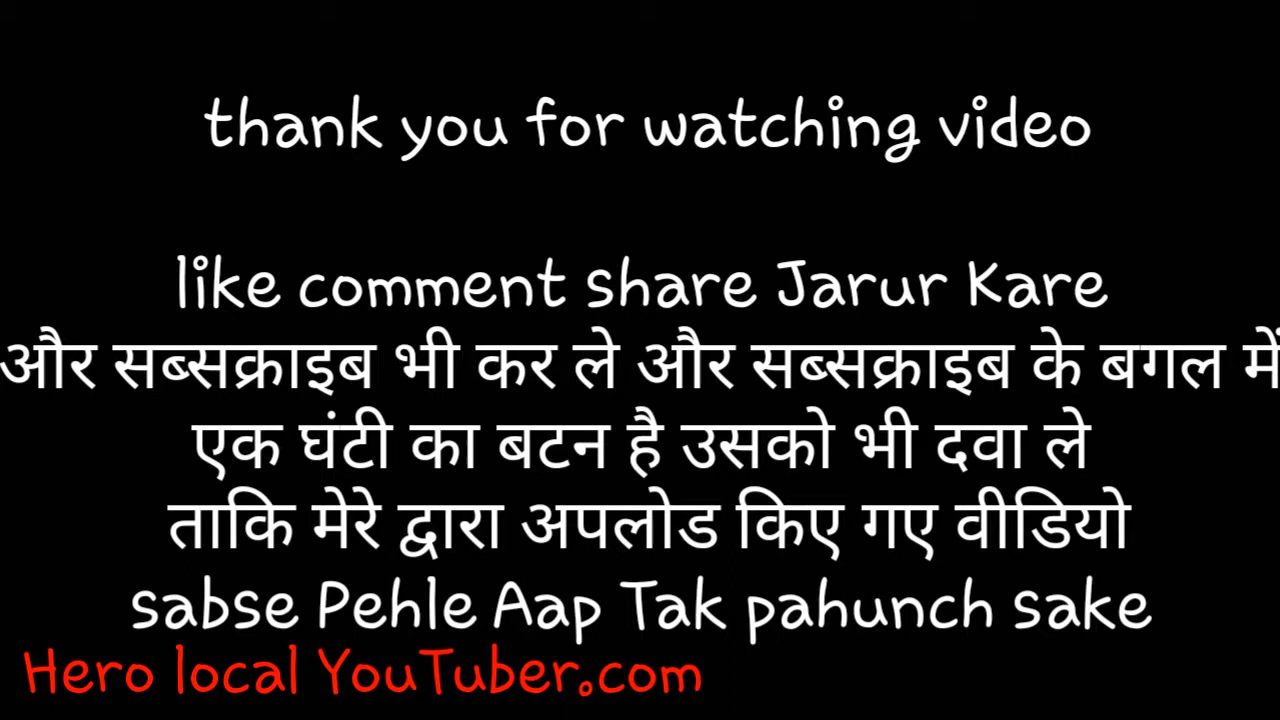 thank you for watching video
like comment share Jarur Kare
और सब्सक्राइब भी कर ले और सब्सक्राइब के बगल में
एक घंटी का बटन है उसको भी दवा ले
ताकि मेरे द्वारा अपलोड किए गए वीडियो
sabse Pehle Aap Tak pahunch sake
Hero local YouTuber.com